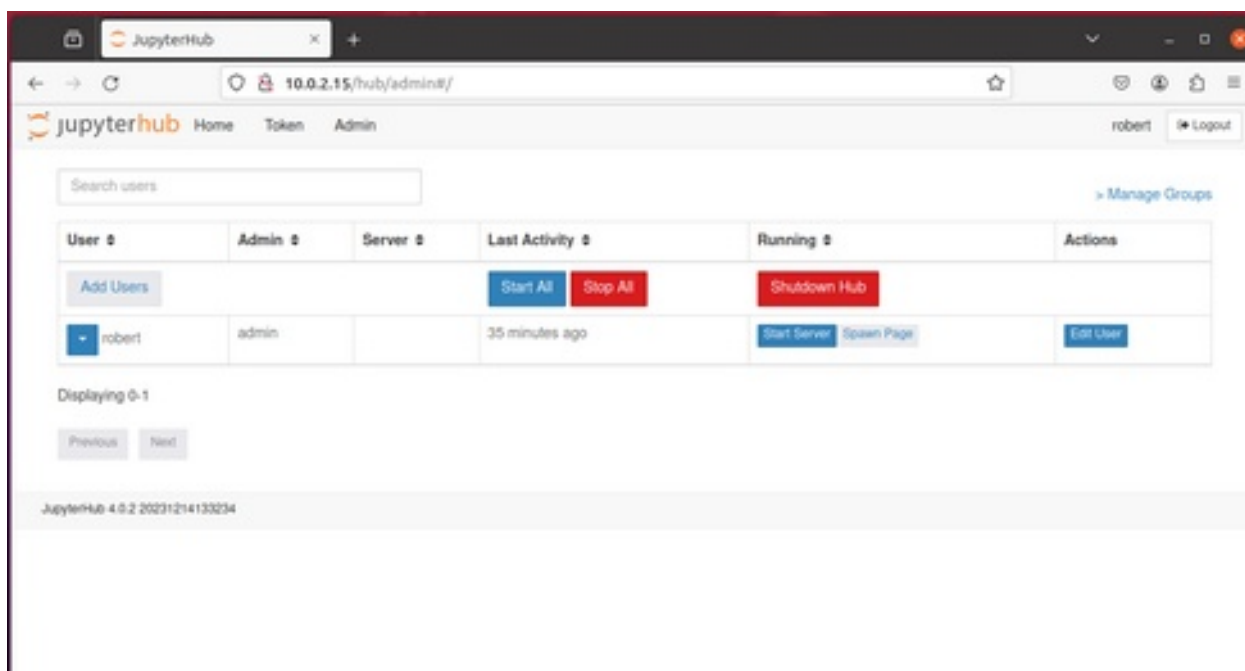 JupyterHub
10.0.2.15/hub/admin#/
jupyterhub Home Token Admin robert Logout
Search users
> Manage Groups
User Admin Server Last Activity Running Actions
Add Users Start All Stop All Shutdown Hub
robert admin 35 minutes ago Start Server Spawn Page Edit User
Displaying 0-1
Previous Next
JupyterHub 4.0.2 20231214133234